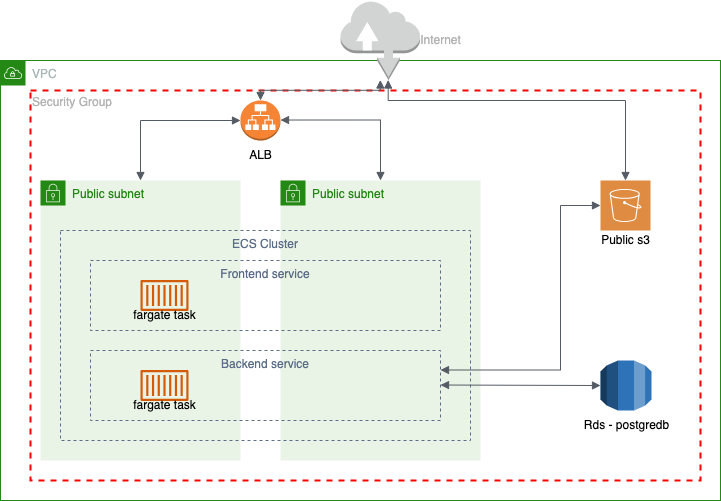 Internet
VPC
Security Group
ALB
Public subnet
Public subnet
ECS Cluster
Public s3
Frontend service
fargate task
Backend service
fargate task
Rds - postgredb